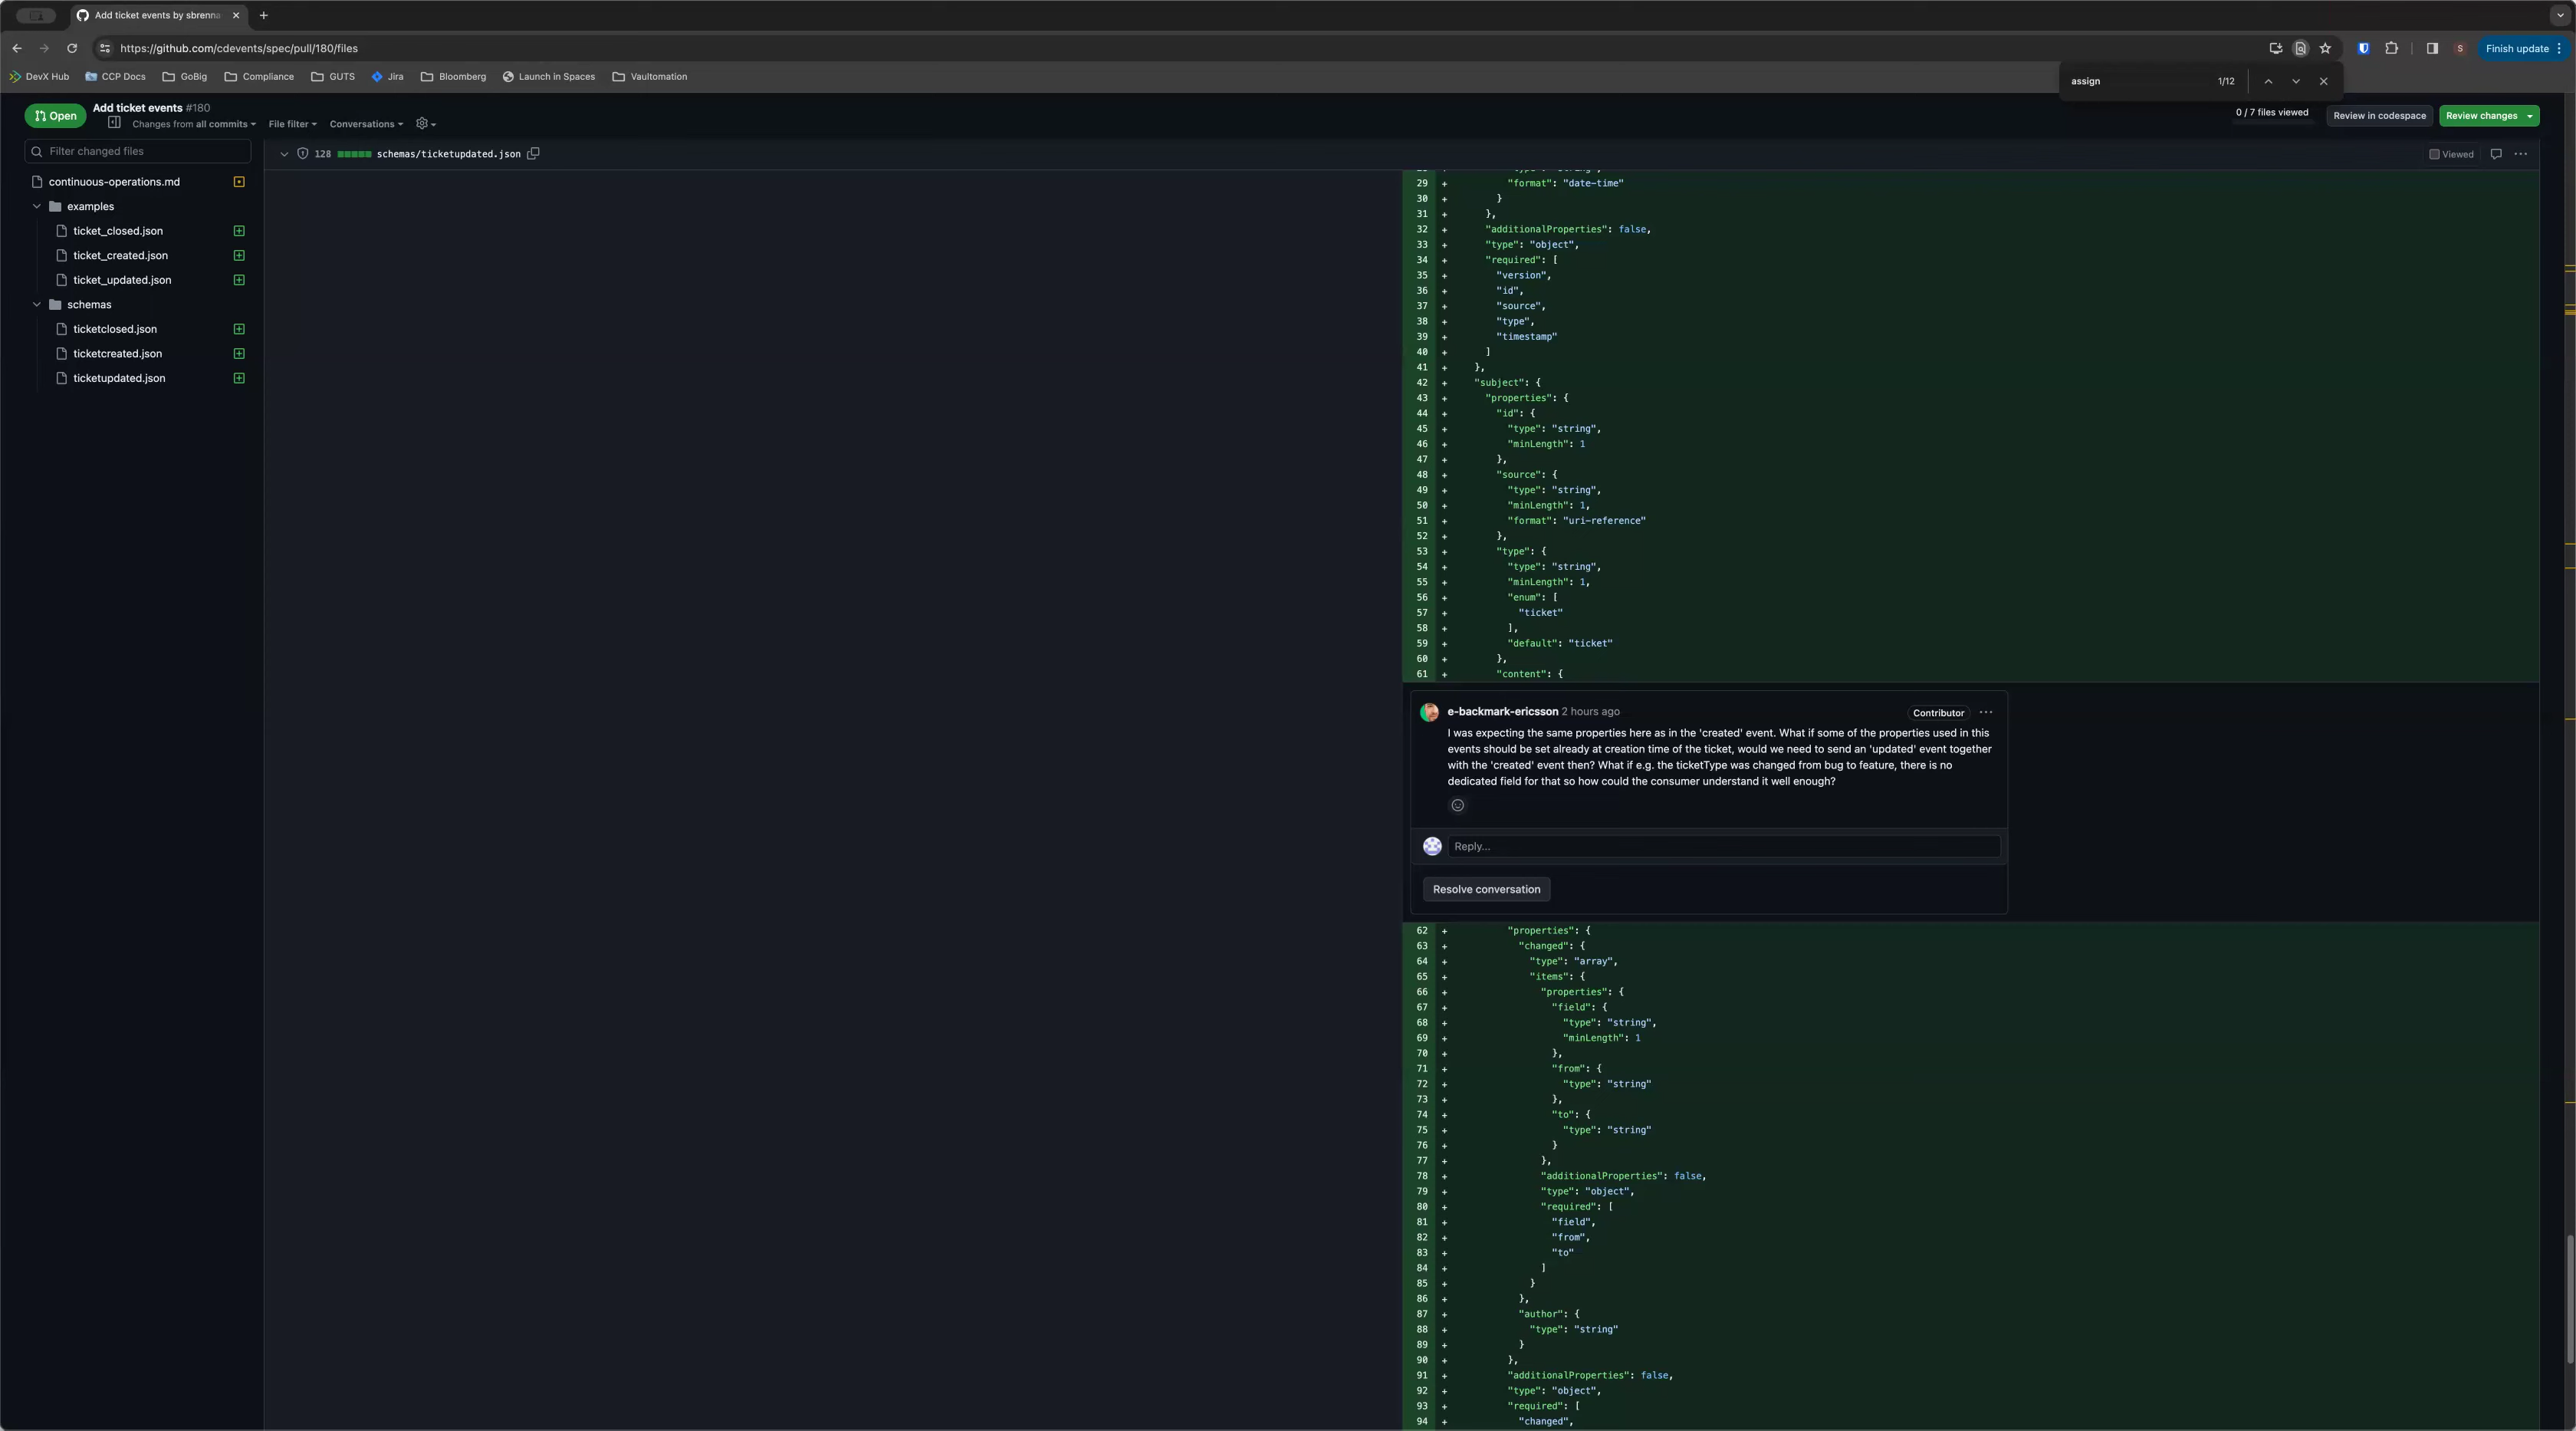 Add ticket events by sbrenna
https://github.com/cdevents/spec/pull/180/files
S
Finish update
DevX Hub
CCP Docs
GoBig
Compliance
GUTS
Jira
Bloomberg
Launch in Spaces
Vaultomation
assign
1/12
Open
Add ticket events #180
Changes from all commits
File filter
Conversations
0 / 7 files viewed
Review in codespace
Review changes
Filter changed files
continuous-operations.md
examples
ticket_closed.json
ticket_created.json
ticket_updated.json
schemas
ticketclosed.json
ticketcreated.json
ticketupdated.json
128 schemas/ticketupdated.json
Viewed
29 + "format": "date-time"
30 + }
31 + },
32 + "additionalProperties": false,
33 + "type": "object",
34 + "required": [
35 + "version",
36 + "id",
37 + "source",
38 + "type",
39 + "timestamp"
40 + ]
41 + },
42 + "subject": {
43 + "properties": {
44 + "id": {
45 + "type": "string",
46 + "minLength": 1
47 + },
48 + "source": {
49 + "type": "string",
50 + "minLength": 1,
51 + "format": "uri-reference"
52 + },
53 + "type": {
54 + "type": "string",
55 + "minLength": 1,
56 + "enum": [
57 + "ticket"
58 + ],
59 + "default": "ticket"
60 + },
61 + "content": {
e-backmark-ericsson 2 hours ago
Contributor
I was expecting the same properties here as in the 'created' event. What if some of the properties used in this
events should be set already at creation time of the ticket, would we need to send an 'updated' event together
with the 'created' event then? What if e.g. the ticketType was changed from bug to feature, there is no
dedicated field for that so how could the consumer understand it well enough?
Reply...
Resolve conversation
62 + "properties": {
63 + "changed": {
64 + "type": "array",
65 + "items": {
66 + "properties": {
67 + "field": {
68 + "type": "string",
69 + "minLength": 1
70 + },
71 + "from": {
72 + "type": "string"
73 + },
74 + "to": {
75 + "type": "string"
76 + }
77 + },
78 + "additionalProperties": false,
79 + "type": "object",
80 + "required": [
81 + "field",
82 + "from",
83 + "to"
84 + ]
85 + }
86 + },
87 + "author": {
88 + "type": "string"
89 + }
90 + },
91 + "additionalProperties": false,
92 + "type": "object",
93 + "required": [
94 + "changed",